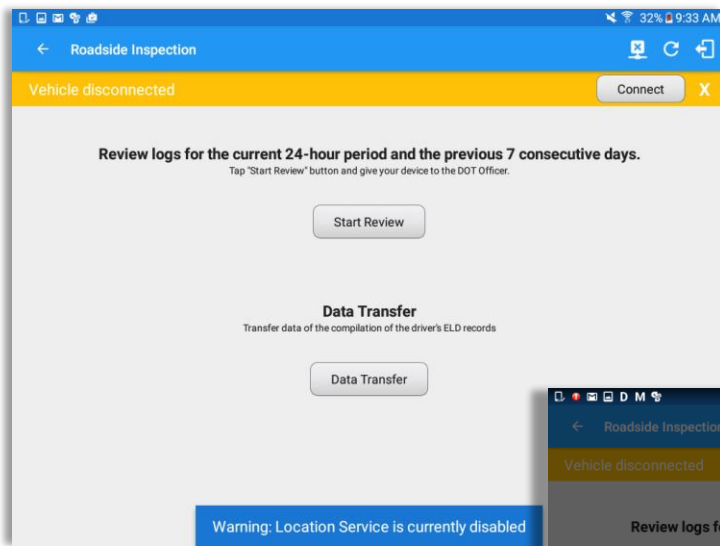 32% 9:33 AM
Roadside Inspection
Vehicle disconnected
Connect
X
Review logs for the current 24-hour period and the previous 7 consecutive days.
Tap "Start Review" button and give your device to the DOT Officer.
Start Review
Data Transfer
Transfer data of the compilation of the driver's ELD records
Data Transfer
Warning: Location Service is currently disabled
D M
Roadside Inspection
Vehicle disconnected
Review logs fo